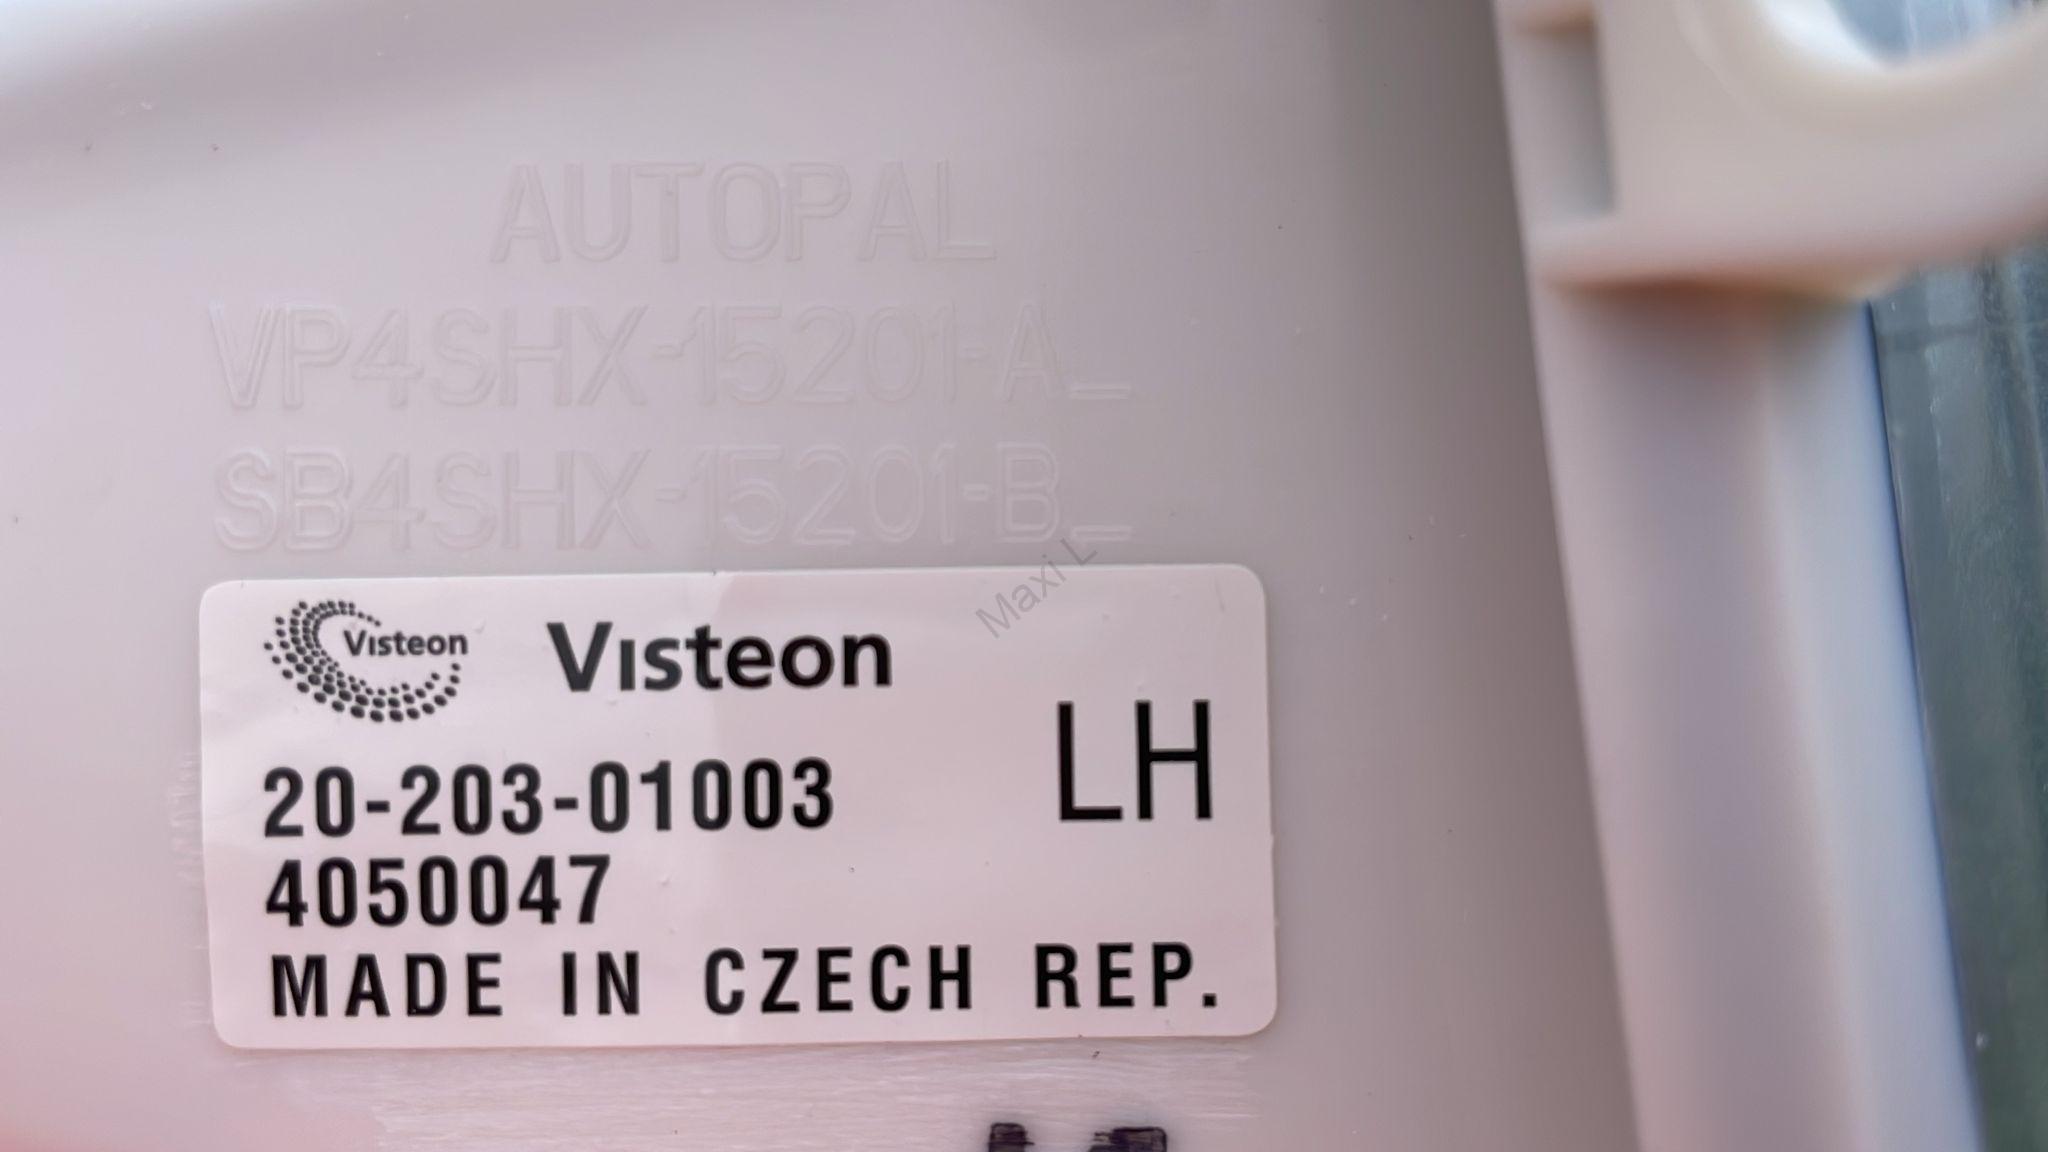 AUTOPAL
VP4SHX-15201-A_
SB4SHX-15201-B_
Maxi L
Visteon Visteon
LH
20-203-01003
4050047
MADE IN CZECH REP.